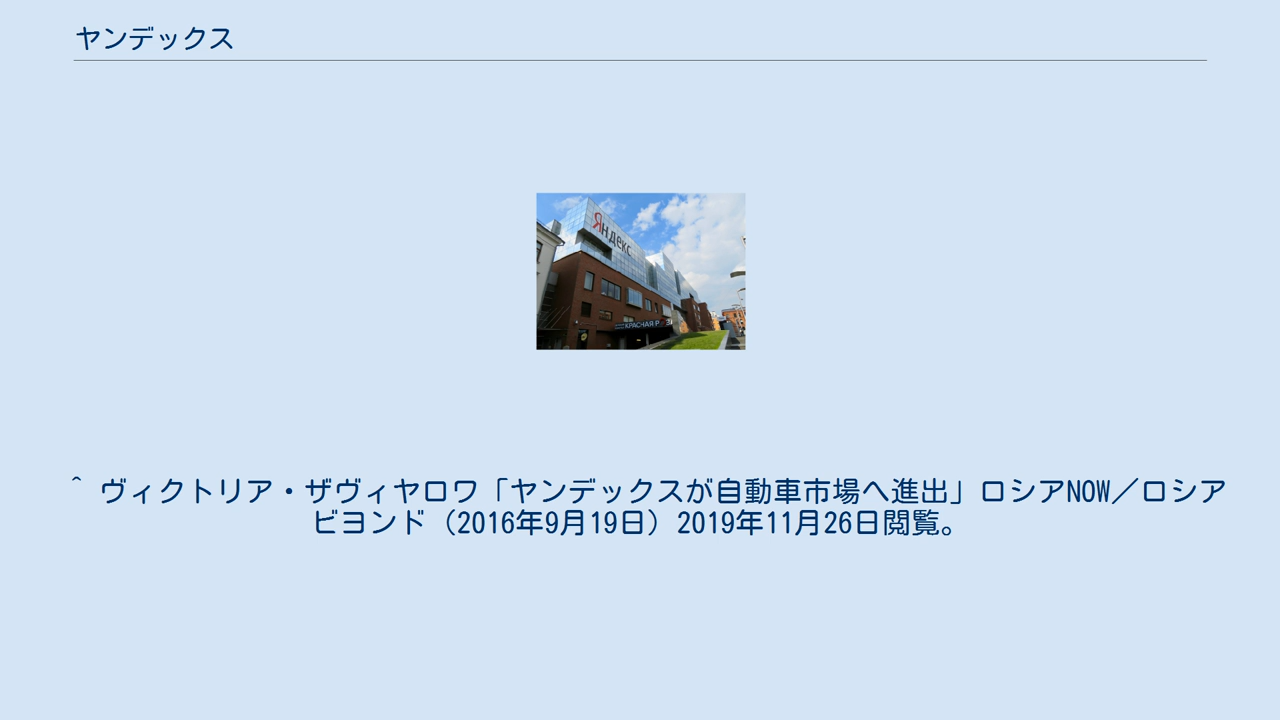 ヤンデックス
Яндекс
КРАСНАЯ Р
^ ヴィクトリア・ザヴィヤロワ「ヤンデックスが自動車市場へ進出」ロシアNOW／ロシア
ビヨンド（2016年9月19日）2019年11月26日閲覧。